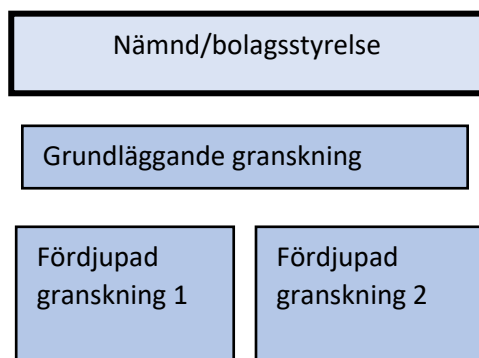 Nämnd/bolagsstyrelse
Grundläggande granskning
Fördjupad
granskning 1
Fördjupad
granskning 2